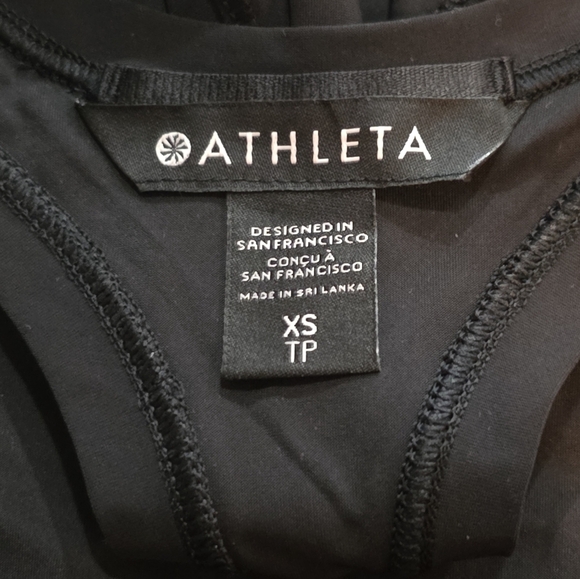 ATHLETA
DESIGNED IN
SAN FRANCISCO
CONÇU À
SAN FRANCISCO
MADE IN SRI LANKA
XS
TP